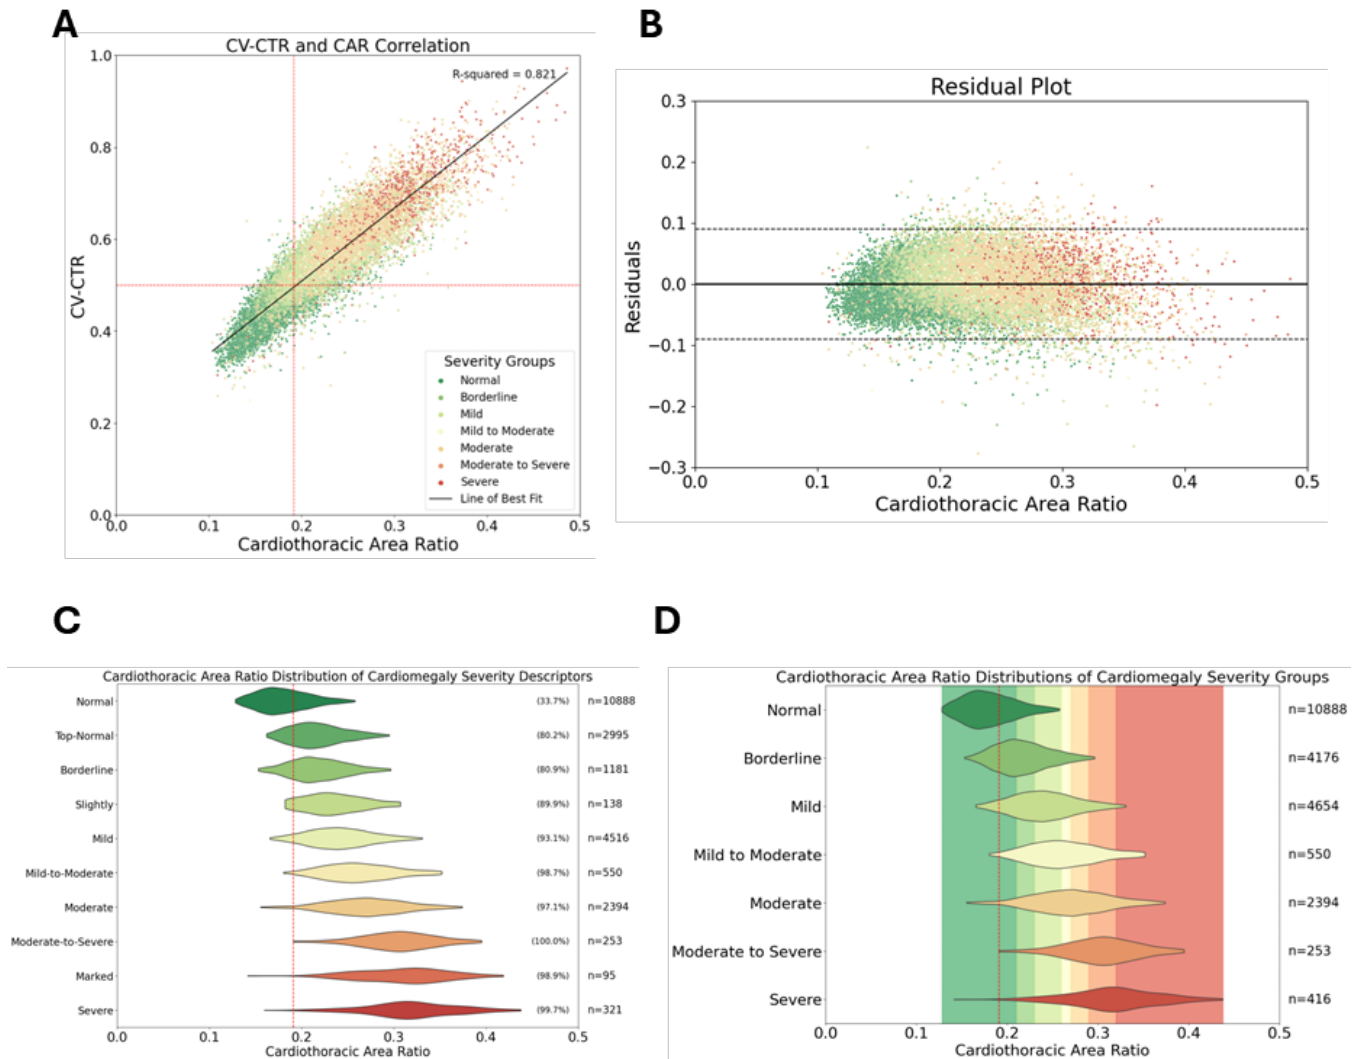 A
CV-CTR and CAR Correlation
R-squared = 0.821
1.0
0.8
0.6
0.4
0.2
0.0
CV-CTR
0.0 0.1 0.2 0.3 0.4 0.5
Cardiothoracic Area Ratio
Severity Groups
Normal
Borderline
Mild
Mild to Moderate
Moderate
Moderate to Severe
Severe
Line of Best Fit
B
Residual Plot
0.3
0.2
0.1
0.0
−0.1
−0.2
−0.3
Residuals
0.0 0.1 0.2 0.3 0.4 0.5
Cardiothoracic Area Ratio
C
Cardiothoracic Area Ratio Distribution of Cardiomegaly Severity Descriptors
Normal (33.7%) n=10888
Top-Normal (80.2%) n=2995
Borderline (80.9%) n=1181
Slightly (89.9%) n=138
Mild (93.1%) n=4516
Mild-to-Moderate (98.7%) n=550
Moderate (97.1%) n=2394
Moderate-to-Severe (100.0%) n=253
Marked (98.9%) n=95
Severe (99.7%) n=321
0.0 0.1 0.2 0.3 0.4 0.5
Cardiothoracic Area Ratio
D
Cardiothoracic Area Ratio Distributions of Cardiomegaly Severity Groups
Normal n=10888
Borderline n=4176
Mild n=4654
Mild to Moderate n=550
Moderate n=2394
Moderate to Severe n=253
Severe n=416
0.0 0.1 0.2 0.3 0.4 0.5
Cardiothoracic Area Ratio